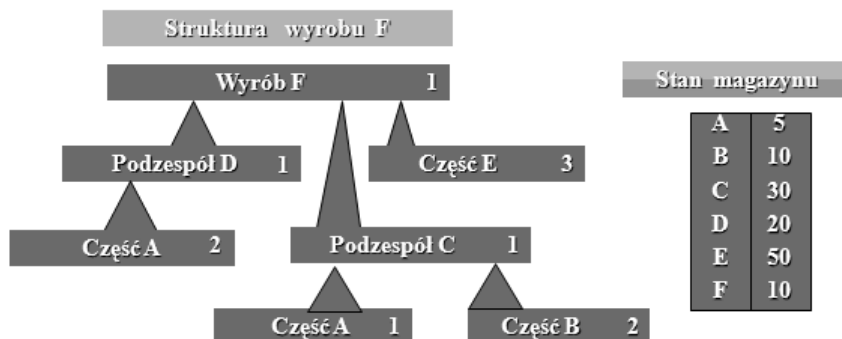 Struktura wyrobu F
Wyrób F 1
Stan magazynu
A 5
Podzespół D 1
Część E 3
B 10
C 30
Część A 2
Podzespół C 1
D 20
E 50
F 10
Część A 1
Część B 2